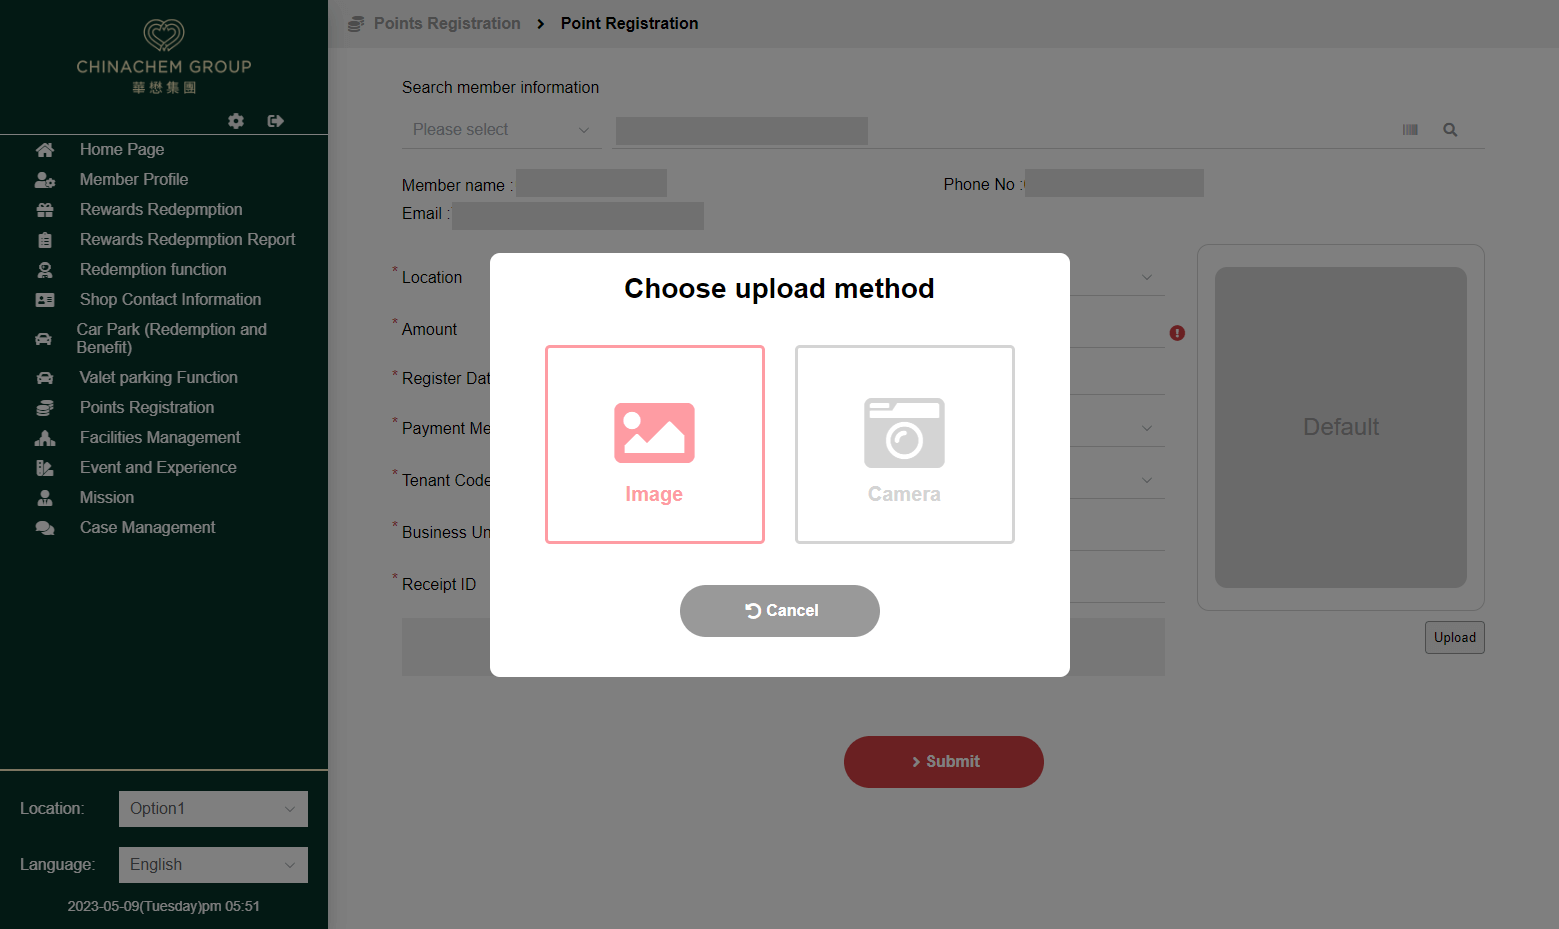 CHINACHEM GROUP
華懋集團
Home Page
Member Profile
Rewards Redepmption
Rewards Redepmption Report
Redemption function
Shop Contact Information
Car Park (Redemption and
Benefit)
Valet parking Function
Points Registration
Facilities Management
Event and Experience
Mission
Case Management
Location: Option1
Language: English
2023-05-09(Tuesday)pm 05:51
Points Registration > Point Registration
Search member information
Please select
Member name :
Phone No :
Email :
* Location
* Amount
* Register Dat
* Payment Me
* Tenant Code
* Business Un
* Receipt ID
Default
Upload
Submit
Choose upload method
Image
Camera
Cancel